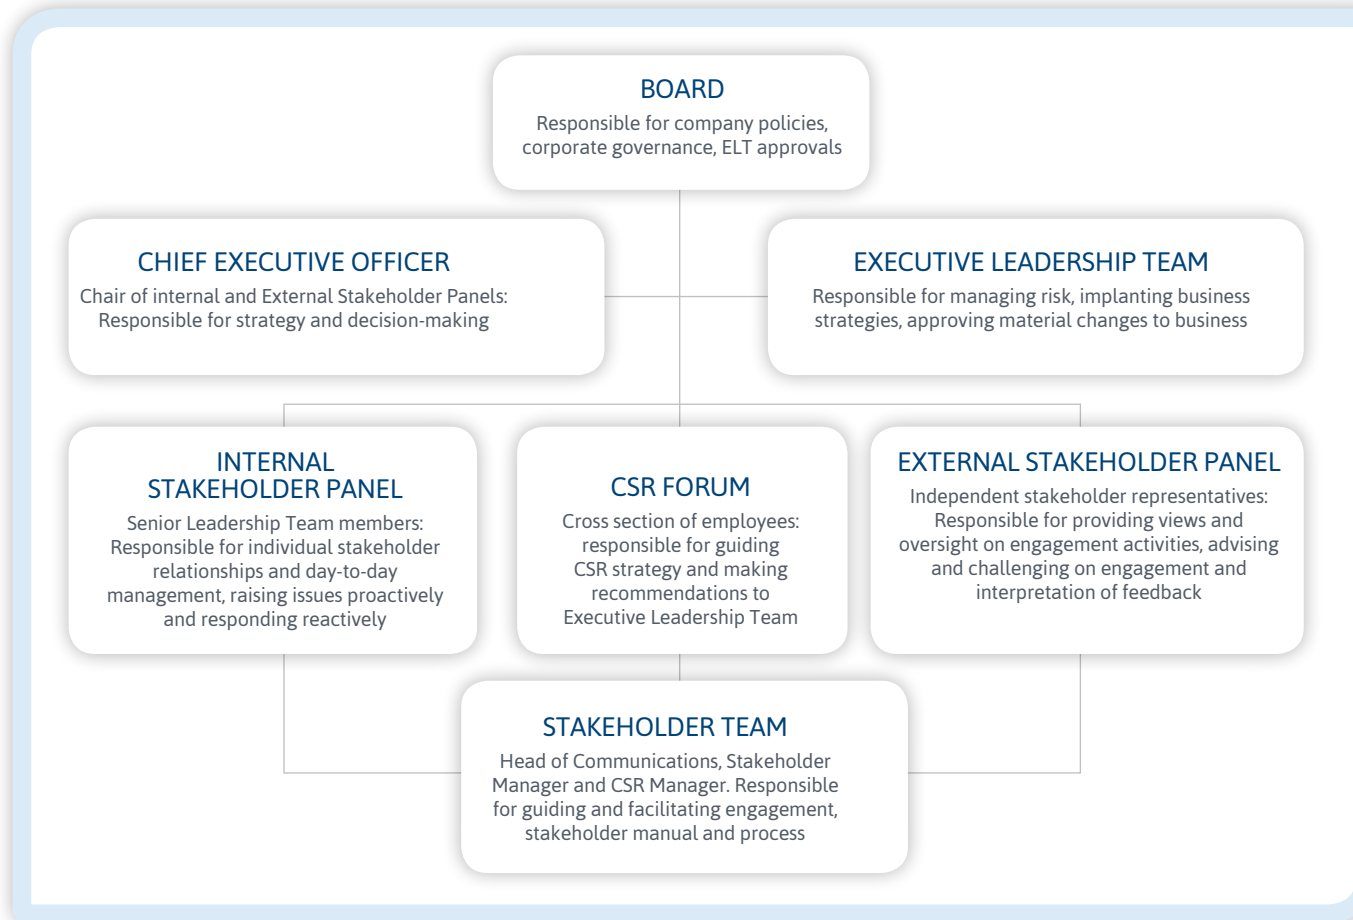 BOARD
Responsible for company policies,
corporate governance, ELT approvals
CHIEF EXECUTIVE OFFICER
Chair of internal and External Stakeholder Panels:
Responsible for strategy and decision-making
EXECUTIVE LEADERSHIP TEAM
Responsible for managing risk, implanting business
strategies, approving material changes to business
INTERNAL
STAKEHOLDER PANEL
Senior Leadership Team members:
Responsible for individual stakeholder
relationships and day-to-day
management, raising issues proactively
and responding reactively
CSR FORUM
Cross section of employees:
responsible for guiding
CSR strategy and making
recommendations to
Executive Leadership Team
EXTERNAL STAKEHOLDER PANEL
Independent stakeholder representatives:
Responsible for providing views and
oversight on engagement activities, advising
and challenging on engagement and
interpretation of feedback
STAKEHOLDER TEAM
Head of Communications, Stakeholder
Manager and CSR Manager. Responsible
for guiding and facilitating engagement,
stakeholder manual and process